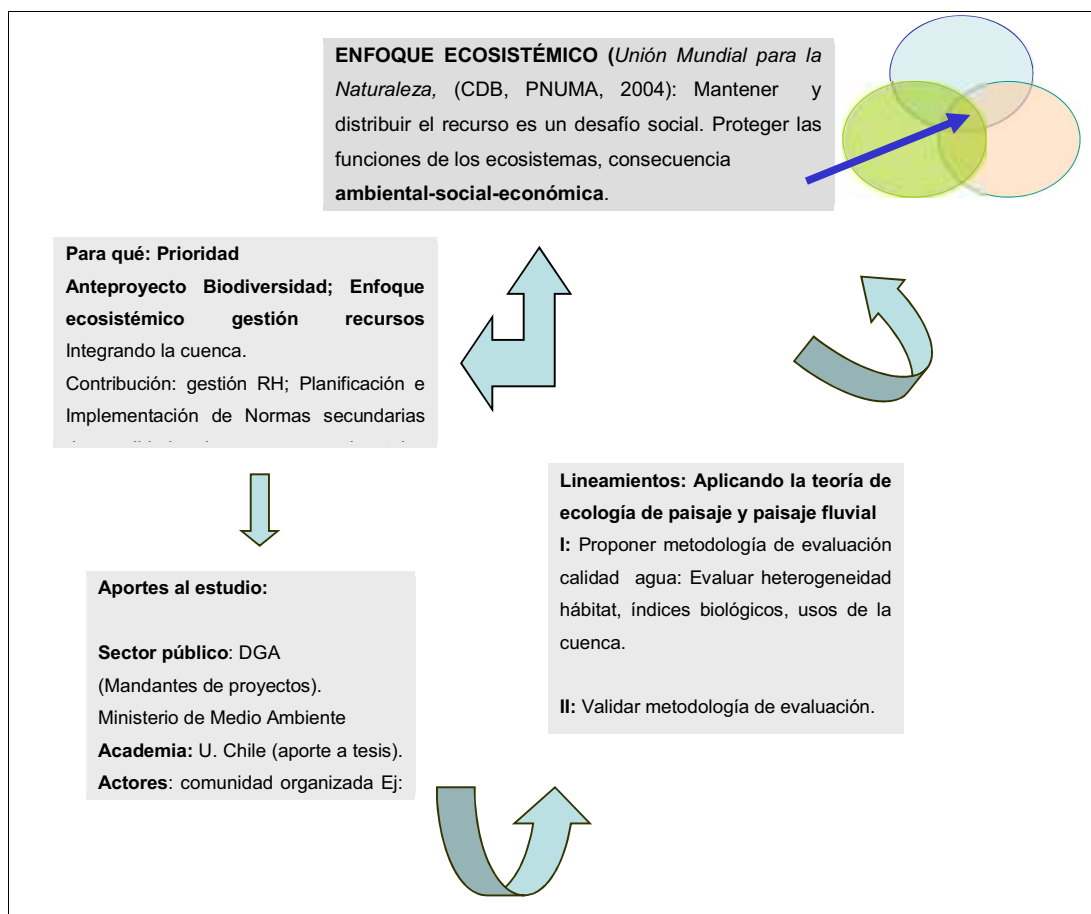 ENFOQUE ECOSISTÉMICO (Unión Mundial para la
Naturaleza, (CDB, PNUMA, 2004): Mantener y
distribuir el recurso es un desafío social. Proteger las
funciones de los ecosistemas, consecuencia
ambiental-social-económica.
Para qué: Prioridad
Anteproyecto Biodiversidad; Enfoque
ecosistémico gestión recursos
Integrando la cuenca.
Contribución: gestión RH; Planificación e
Implementación de Normas secundarias
Lineamientos: Aplicando la teoría de
ecología de paisaje y paisaje fluvial
I: Proponer metodología de evaluación
calidad agua: Evaluar heterogeneidad
hábitat, índices biológicos, usos de la
cuenca.
II: Validar metodología de evaluación.
Aportes al estudio:
Sector público: DGA
(Mandantes de proyectos).
Ministerio de Medio Ambiente
Academia: U. Chile (aporte a tesis).
Actores: comunidad organizada Ej: